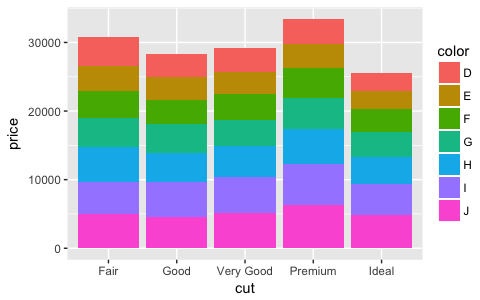 30000
20000
10000
0
price
Fair
Good
Very Good
Premium
Ideal
cut
color
D
E
F
G
H
I
J